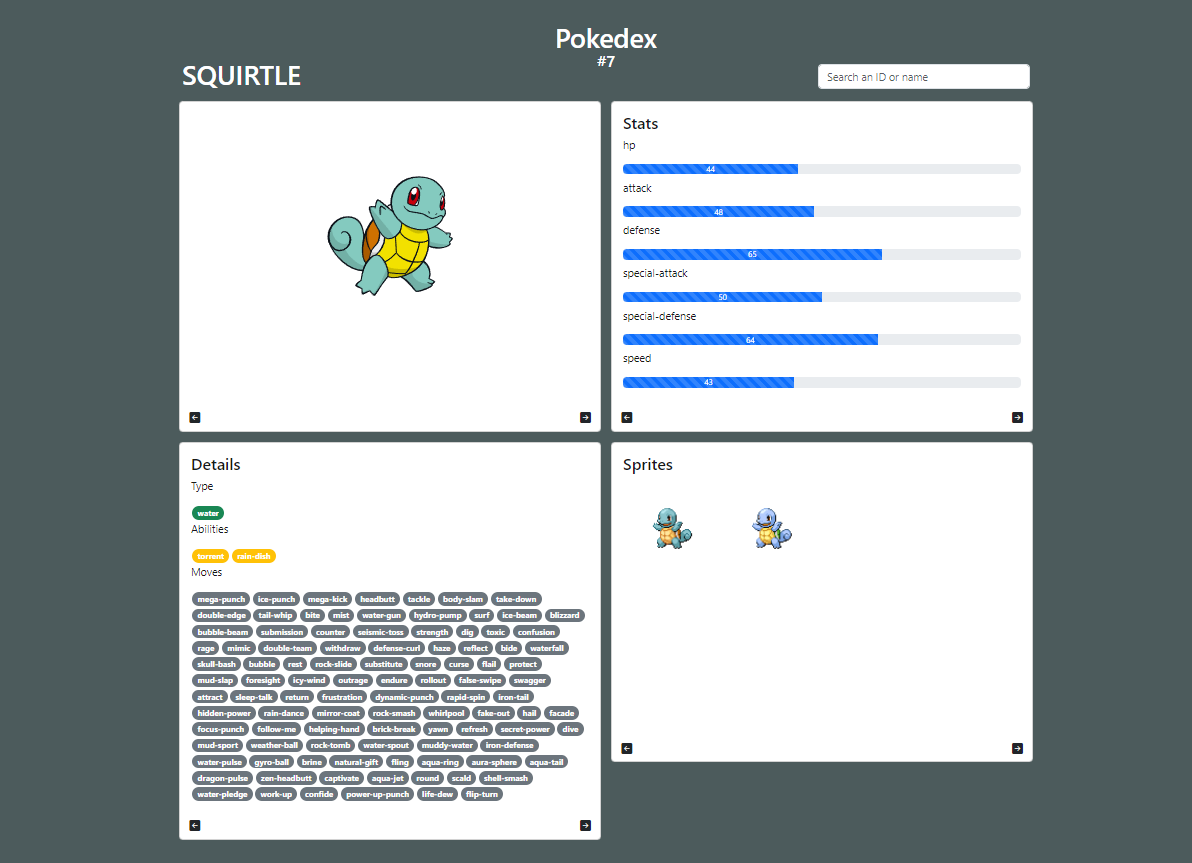 Pokedex
#7
SQUIRTLE
Search an ID or name
Stats
hp
44
attack
48
defense
65
special-attack
50
special-defense
64
speed
43
Details
Type
water
Abilities
torrent rain-dish
Moves
mega-punch ice-punch mega-kick headbutt tackle body-slam take-down
double-edge tail-whip bite mist water-gun hydro-pump surf ice-beam blizzard
bubble-beam submission counter seismic-toss strength dig toxic confusion
rage mimic double-team withdraw defense-curl haze reflect bide waterfall
skull-bash bubble rest rock-slide substitute snore curse flail protect
mud-slap foresight icy-wind outrage endure rollout false-swipe swagger
attract sleep-talk return frustration dynamic-punch rapid-spin iron-tail
hidden-power rain-dance mirror-coat rock-smash whirlpool fake-out hail facade
focus-punch follow-me helping-hand brick-break yawn refresh secret-power dive
mud-sport weather-ball rock-tomb water-spout muddy-water iron-defense
water-pulse gyro-ball brine natural-gift fling aqua-ring aura-sphere aqua-tail
dragon-pulse zen-headbutt captivate aqua-jet round scald shell-smash
water-pledge work-up confide power-up-punch life-dew flip-turn
Sprites